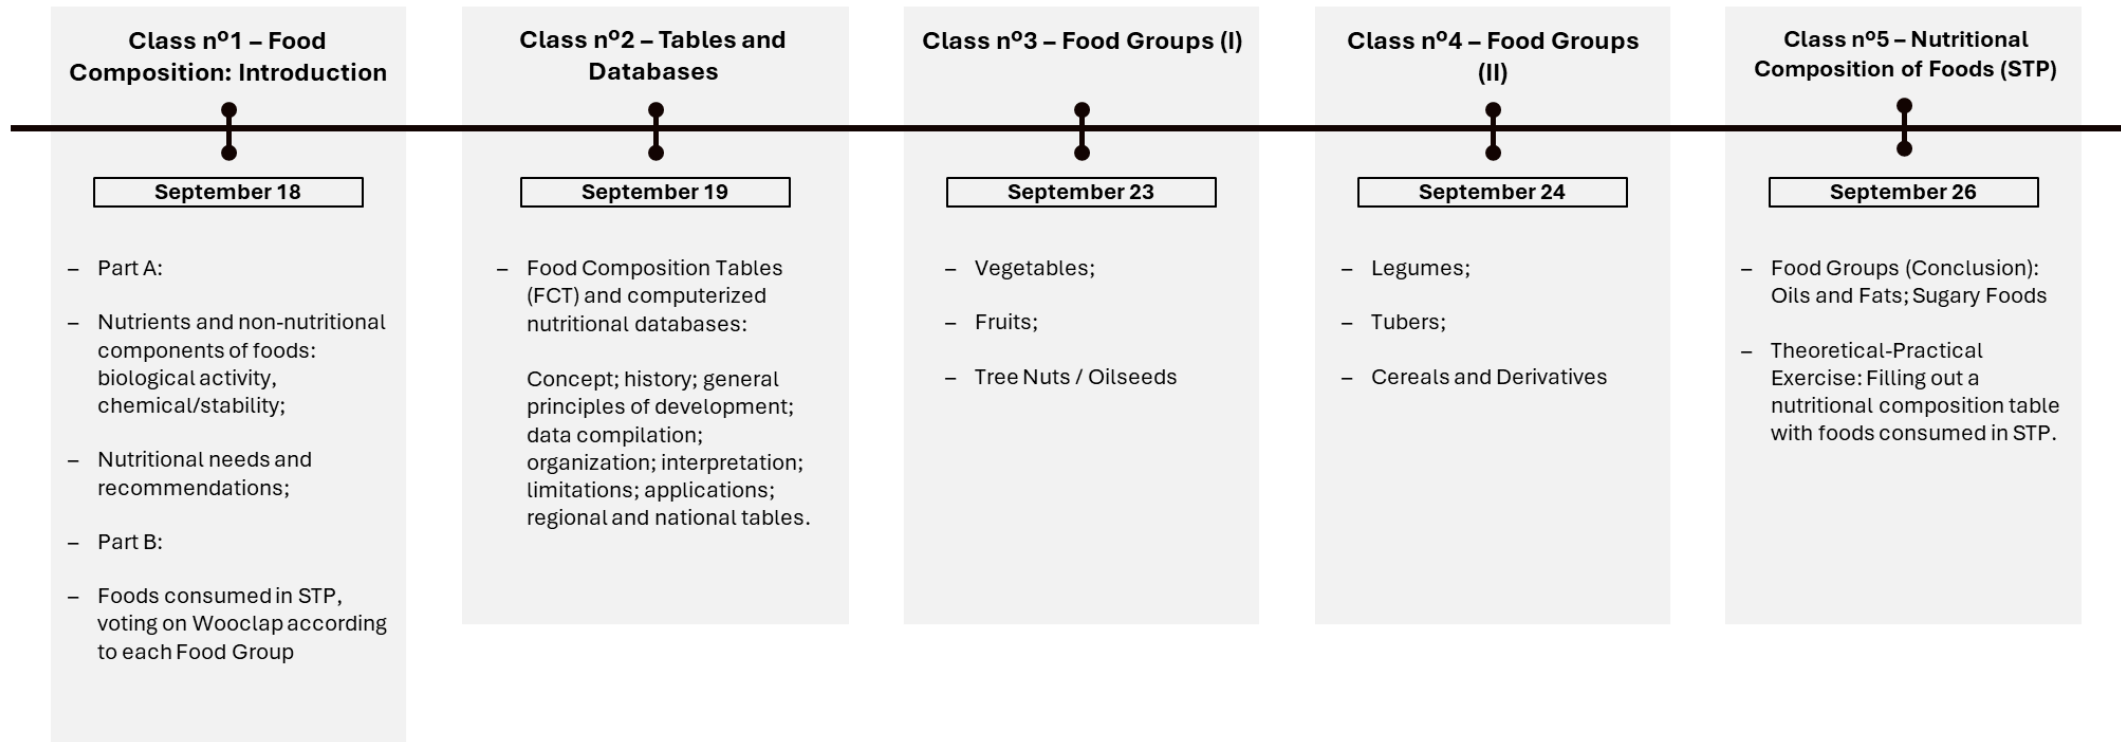 Class nº1 – Food
Composition: Introduction
September 18
– Part A:
– Nutrients and non-nutritional
components of foods:
biological activity,
chemical/stability;
– Nutritional needs and
recommendations;
– Part B:
– Foods consumed in STP,
voting on Wooclap according
to each Food Group
Class nº2 – Tables and
Databases
September 19
– Food Composition Tables
(FCT) and computerized
nutritional databases:
Concept; history; general
principles of development;
data compilation;
organization; interpretation;
limitations; applications;
regional and national tables.
Class nº3 – Food Groups (I)
September 23
– Vegetables;
– Fruits;
– Tree Nuts / Oilseeds
Class nº4 – Food Groups
(II)
September 24
– Legumes;
– Tubers;
– Cereals and Derivatives
Class nº5 – Nutritional
Composition of Foods (STP)
September 26
– Food Groups (Conclusion):
Oils and Fats; Sugary Foods
– Theoretical-Practical
Exercise: Filling out a
nutritional composition table
with foods consumed in STP.